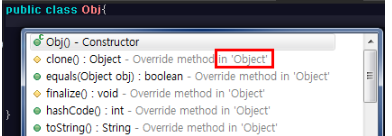 public class Obj{
Obj() - Constructor
clone() : Object - Override method in 'Object'
equals(Object obj) : boolean - Override method in 'Object'
finalize() : void - Override method in 'Object'
hashCode() : int - Override method in 'Object'
}
toString() : String - Override method in 'Object'